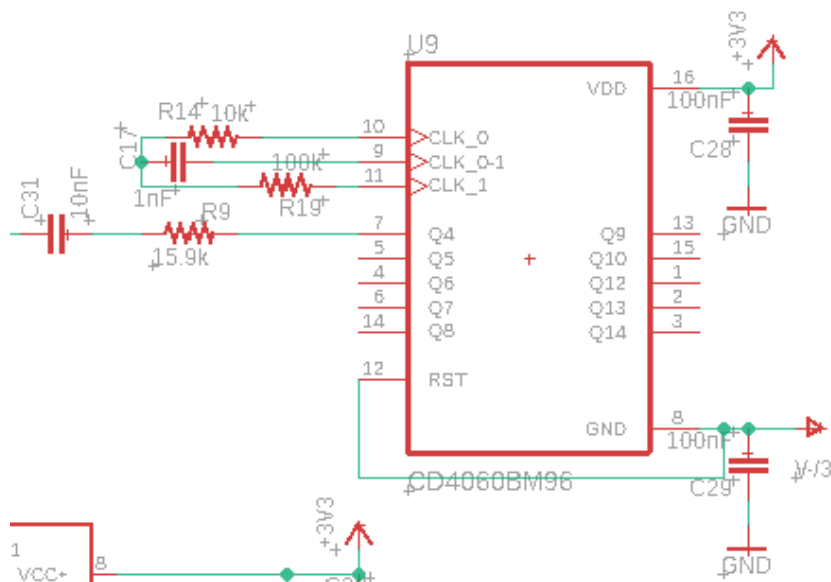 U9
+3V3
VDD
16
100nF
C28
GND
R14
10k
10
CLK_0
C17
9
CLK_0-1
100k
1nF
11
CLK_1
R19
C31
10nF
R9
15.9k
7
Q4
5
Q5
4
Q6
6
Q7
14
Q8
Q9
13
Q10
15
Q12
1
Q13
2
Q14
3
12
RST
GND
8
100nF
C29
V-/3
GND
CD4060BM96
+3V3
1
VCC+
8